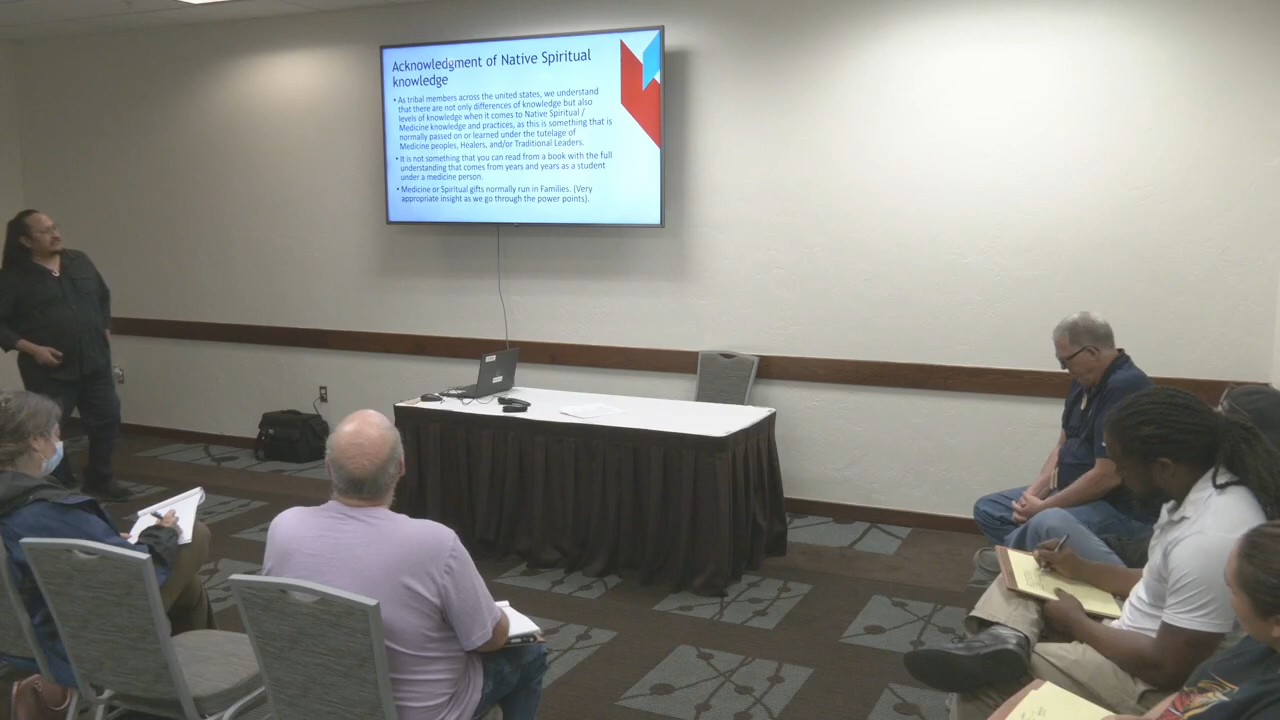 Acknowledgment of Native Spiritual
knowledge
• As tribal members across the united states, we understand
that there are not only differences of knowledge but also
levels of knowledge when it comes to Native Spiritual /
Medicine knowledge and practices, as this is something that is
normally passed on or learned under the tutelage of
Medicine peoples, Healers, and/or Traditional Leaders.
• It is not something that you can read from a book with the full
understanding that comes from years and years as a student
under a medicine person.
• Medicine or Spiritual gifts normally run in Families. (Very
appropriate insight as we go through the power points).